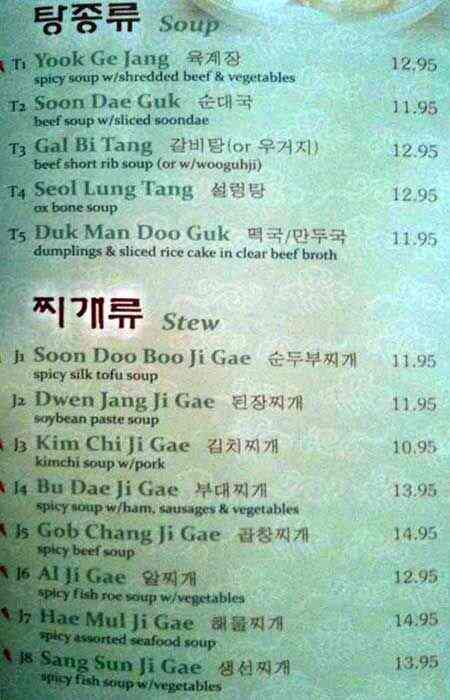 탕종류 Soup
T1 Yook Ge Jang 육계장 12.95
spicy soup w/shredded beef & vegetables
T2 Soon Dae Guk 순대국 11.95
beef soup w/sliced soondae
T3 Gal Bi Tang 갈비탕(or 우거지) 12.95
beef short rib soup (or w/wooguhji)
T4 Seol Lung Tang 설렁탕 12.95
ox bone soup
T5 Duk Man Doo Guk 떡국/만두국 11.95
dumplings & sliced rice cake in clear beef broth
찌개류 Stew
J1 Soon Doo Boo Ji Gae 순두부찌개 11.95
spicy silk tofu soup
J2 Dwen Jang Ji Gae 된장찌개 11.95
soybean paste soup
J3 Kim Chi Ji Gae 김치찌개 10.95
kimchi soup w/pork
J4 Bu Dae Ji Gae 부대찌개 13.95
spicy soup w/ham, sausages & vegetables
J5 Gob Chang Ji Gae 곱창찌개 14.95
spicy beef soup
J6 Al Ji Gae 알찌개 12.95
spicy fish roe soup w/vegetables
J7 Hae Mul Ji Gae 해물찌개 14.95
spicy assorted seafood soup
J8 Sang Sun Ji Gae 생선찌개 13.95
spicy fish soup w/vegetables